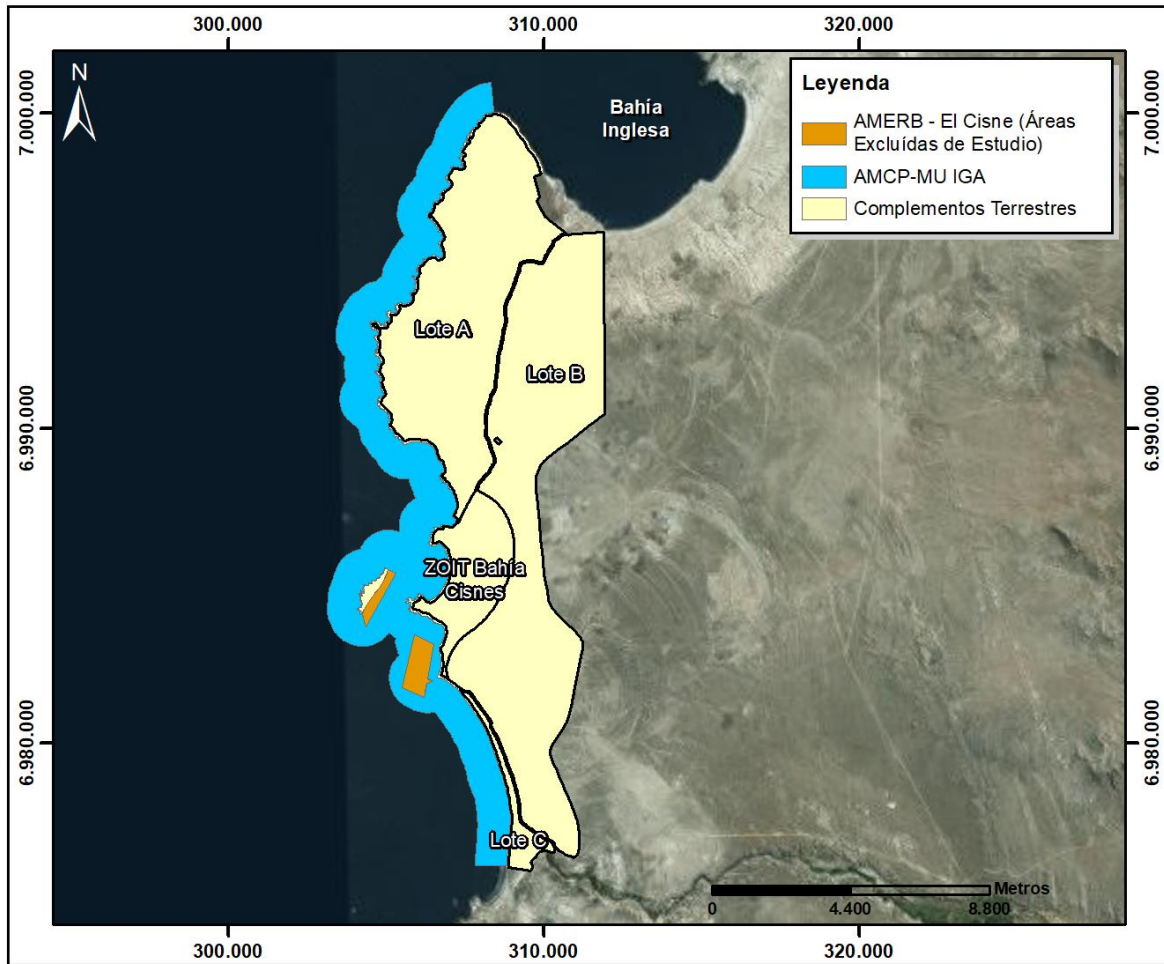 300.000
310.000
320.000
N
7.000.000
7.000.000
Bahía
Inglesa
Leyenda
AMERB - El Cisne (Áreas
Excluídas de Estudio)
AMCP-MU IGA
Complementos Terrestres
Lote A
Lote B
6.990.000
6.990.000
ZOIT Bahía
Cisnes
6.980.000
6.980.000
Lote C
Metros
0
4.400
8.800
300.000
310.000
320.000